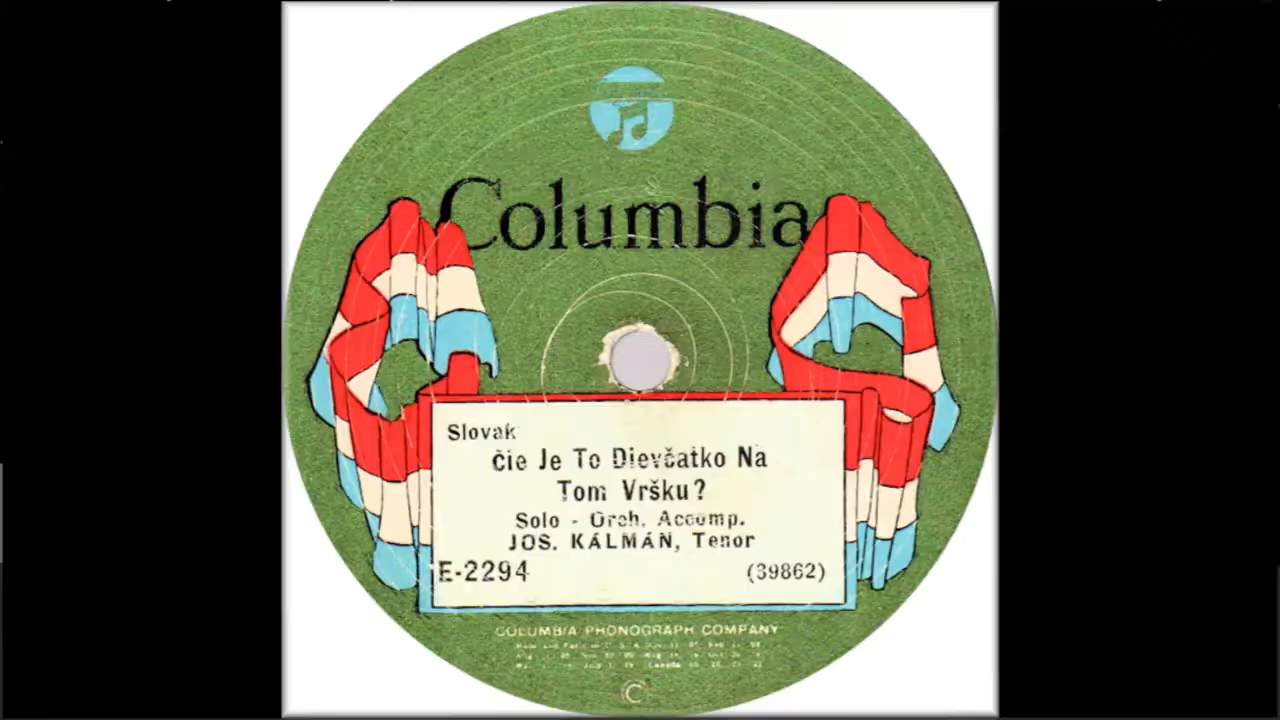 Columbia
Slovak
Čie Je To Dievčatko Na
Tom Vršku?
Solo - Orch. Accomp.
JOS. KÁLMÁN, Tenor
E-2294 (39862)
COLUMBIA PHONOGRAPH COMPANY
C